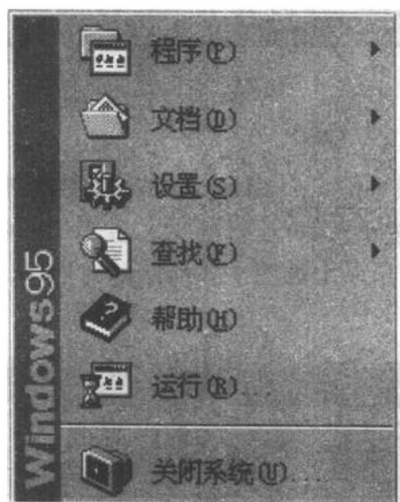 程序(P)
文档(D)
设置(S)
查找(F)
帮助(H)
运行(R)...
关闭系统(U)...
Windows95